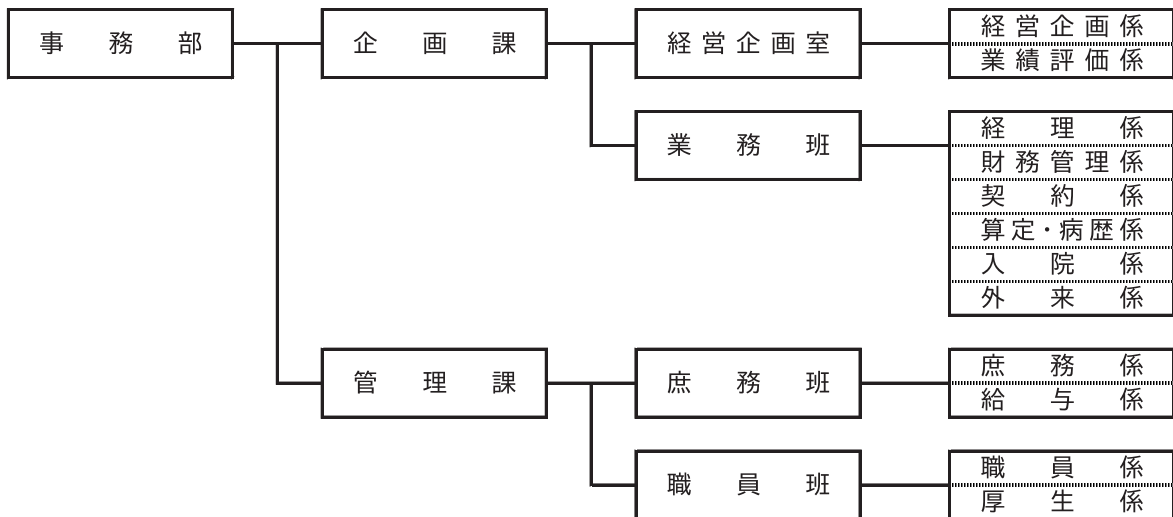 事務部
企画課
経営企画室
経営企画係
業績評価係
業務班
経理係
財務管理係
契約係
算定・病歴係
入院係
外来係
管理課
庶務班
庶務係
給与係
職員班
職員係
厚生係